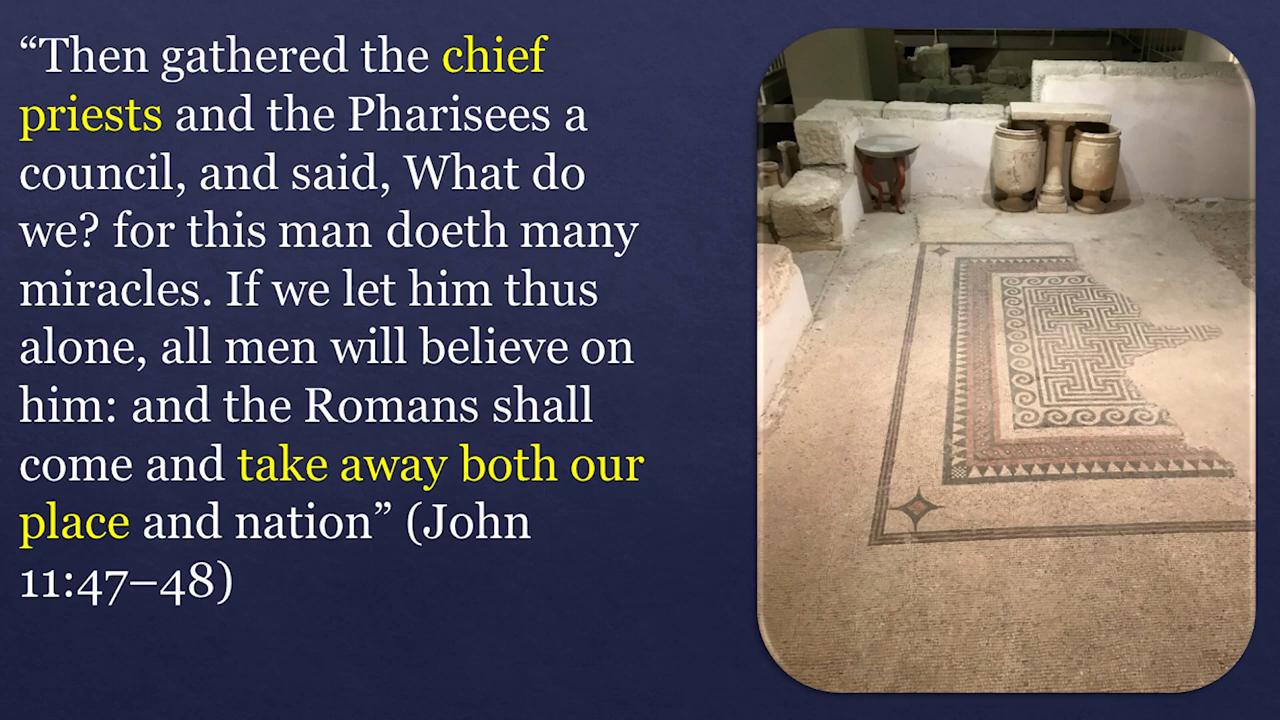 “Then gathered the chief
priests and the Pharisees a
council, and said, What do
we? for this man doeth many
miracles. If we let him thus
alone, all men will believe on
him: and the Romans shall
come and take away both our
place and nation” (John
11:47–48)